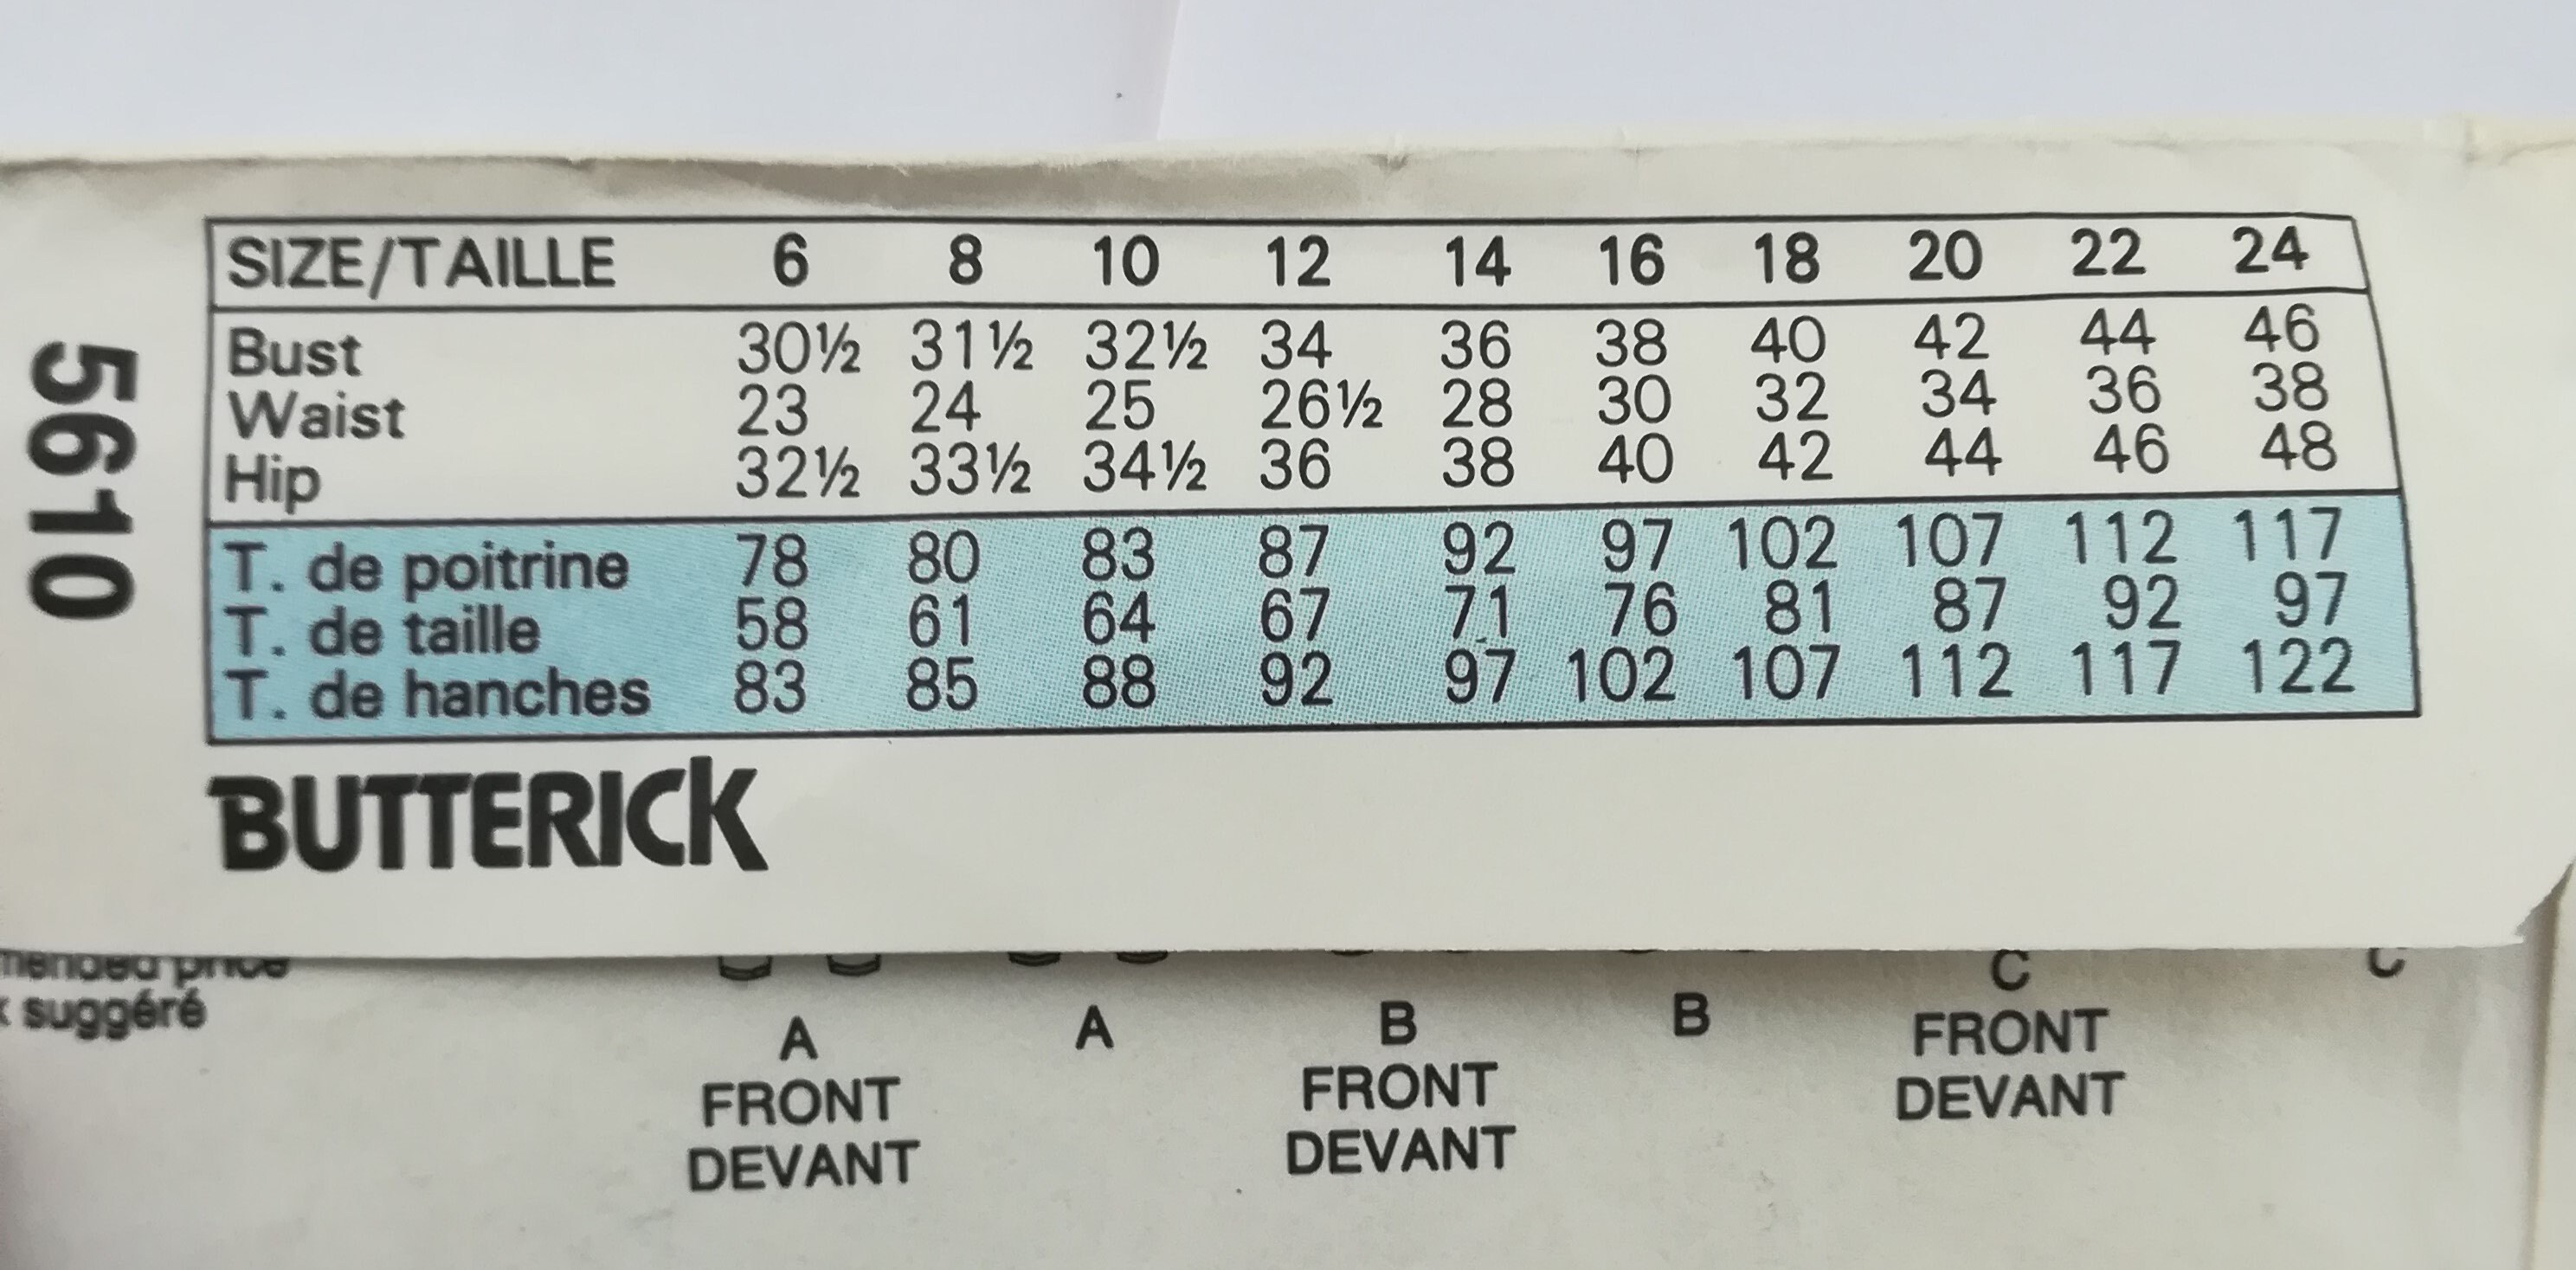 5610
SIZE/TAILLE 6 8 10 12 14 16 18 20 22 24
Bust 30½ 31½ 32½ 34 36 38 40 42 44 46
Waist 23 24 25 26½ 28 30 32 34 36 38
Hip 32½ 33½ 34½ 36 38 40 42 44 46 48
T. de poitrine 78 80 83 87 92 97 102 107 112 117
T. de taille 58 61 64 67 71 76 81 87 92 97
T. de hanches 83 85 88 92 97 102 107 112 117 122
BUTTERICK
price
suggéré
A A B B C C
FRONT FRONT FRONT
DEVANT DEVANT DEVANT